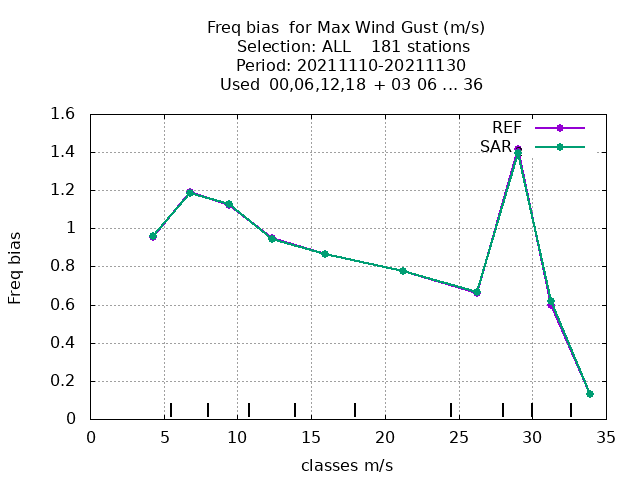 Freq bias  for Max Wind Gust (m/s)
Selection: ALL    181 stations
Period: 20211110-20211130
Used  00,06,12,18  + 03 06 ... 36
REF
SAR
1.6
1.4
1.2
1
0.8
0.6
0.4
0.2
0
Freq bias
0 5 10 15 20 25 30 35
classes m/s